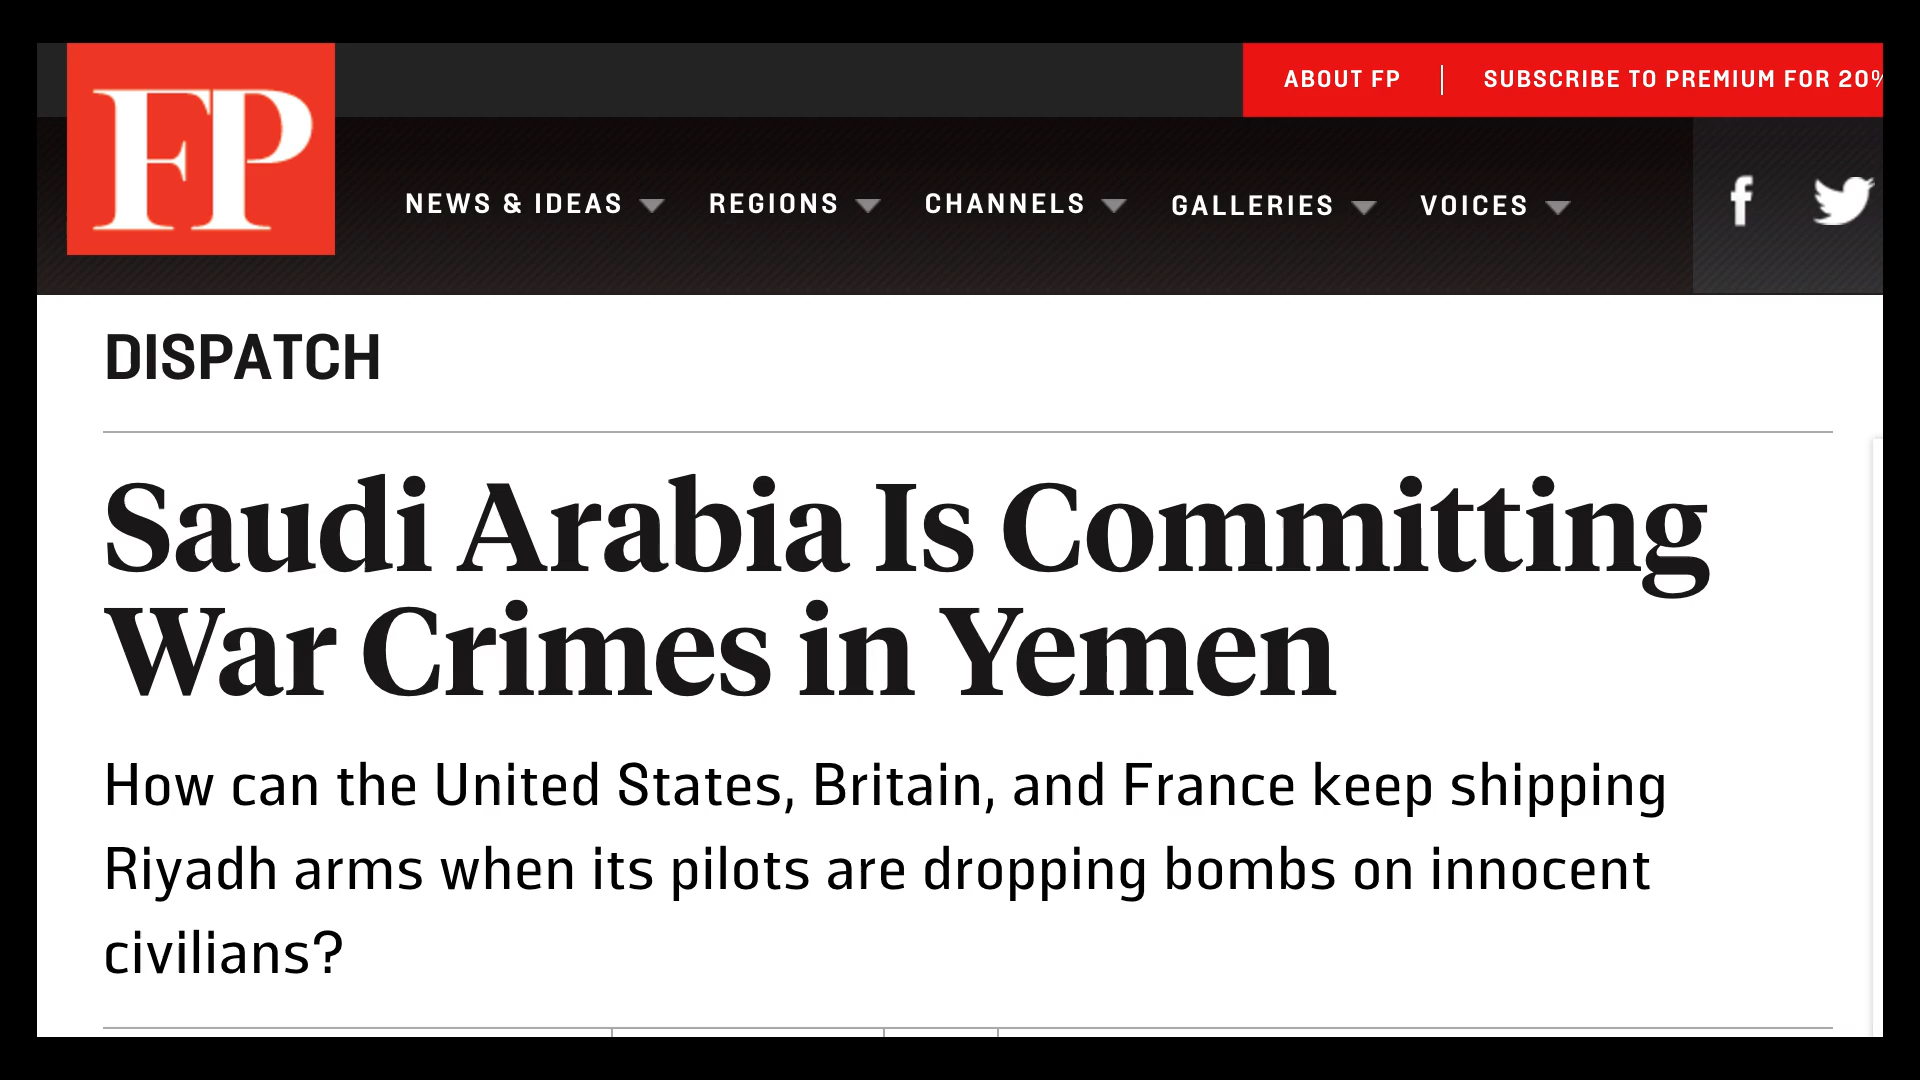 FP
ABOUT FP | SUBSCRIBE TO PREMIUM FOR 20%
NEWS & IDEAS REGIONS CHANNELS GALLERIES VOICES
DISPATCH
Saudi Arabia Is Committing
War Crimes in Yemen
How can the United States, Britain, and France keep shipping
Riyadh arms when its pilots are dropping bombs on innocent
civilians?